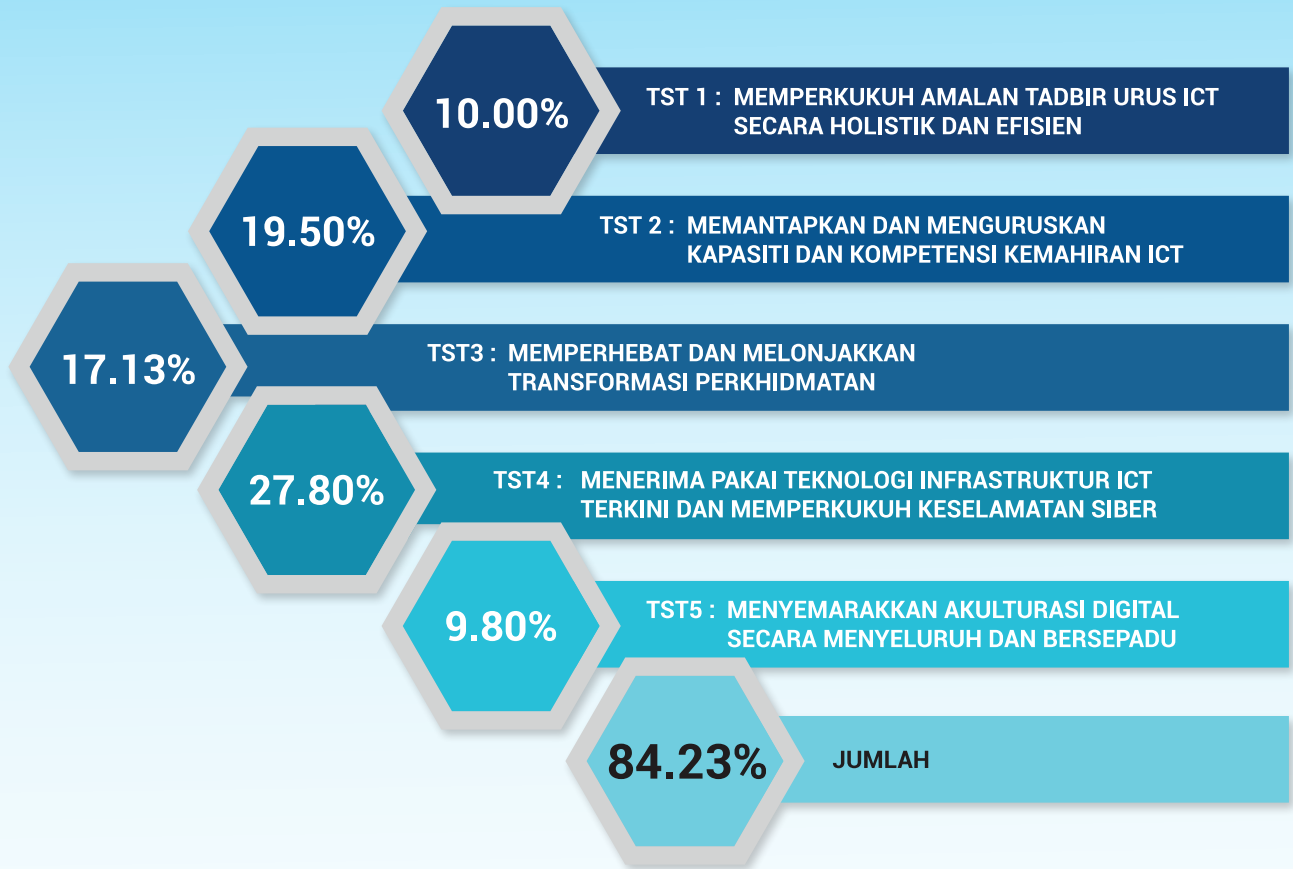 10.00%
TST 1 : MEMPERKUKUH AMALAN TADBIR URUS ICT
SECARA HOLISTIK DAN EFISIEN
19.50%
TST 2 : MEMANTAPKAN DAN MENGURUSKAN
KAPASITI DAN KOMPETENSI KEMAHIRAN ICT
17.13%
TST3 : MEMPERHEBAT DAN MELONJAKKAN
TRANSFORMASI PERKHIDMATAN
27.80%
TST4 : MENERIMA PAKAI TEKNOLOGI INFRASTRUKTUR ICT
TERKINI DAN MEMPERKUKUH KESELAMATAN SIBER
9.80%
TST5 : MENYEMARAKKAN AKULTURASI DIGITAL
SECARA MENYELURUH DAN BERSEPADU
84.23%
JUMLAH